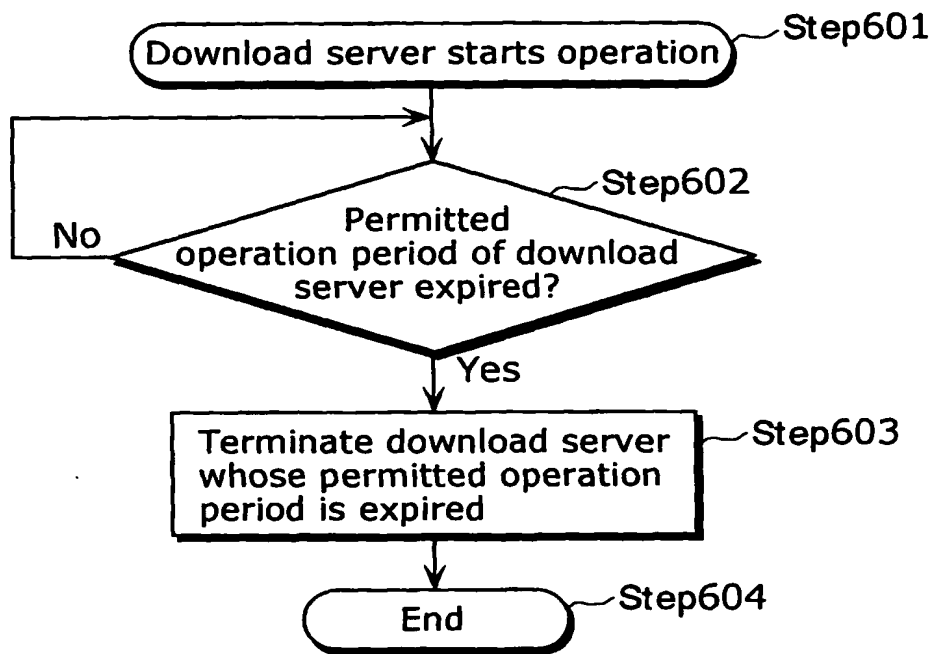 Download server starts operation
Step601
Step602
Permitted
operation period of download
server expired?
No
Yes
Terminate download server
whose permitted operation
period is expired
Step603
End
Step604